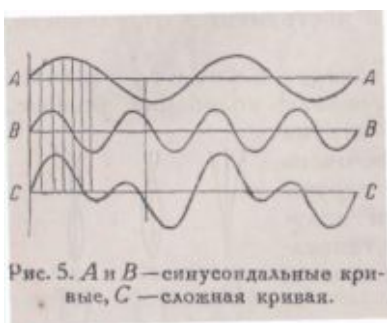 A A
B B
C C
Рис. 5. A и B—синусоидальные кри-
вые, C —сложная кривая.